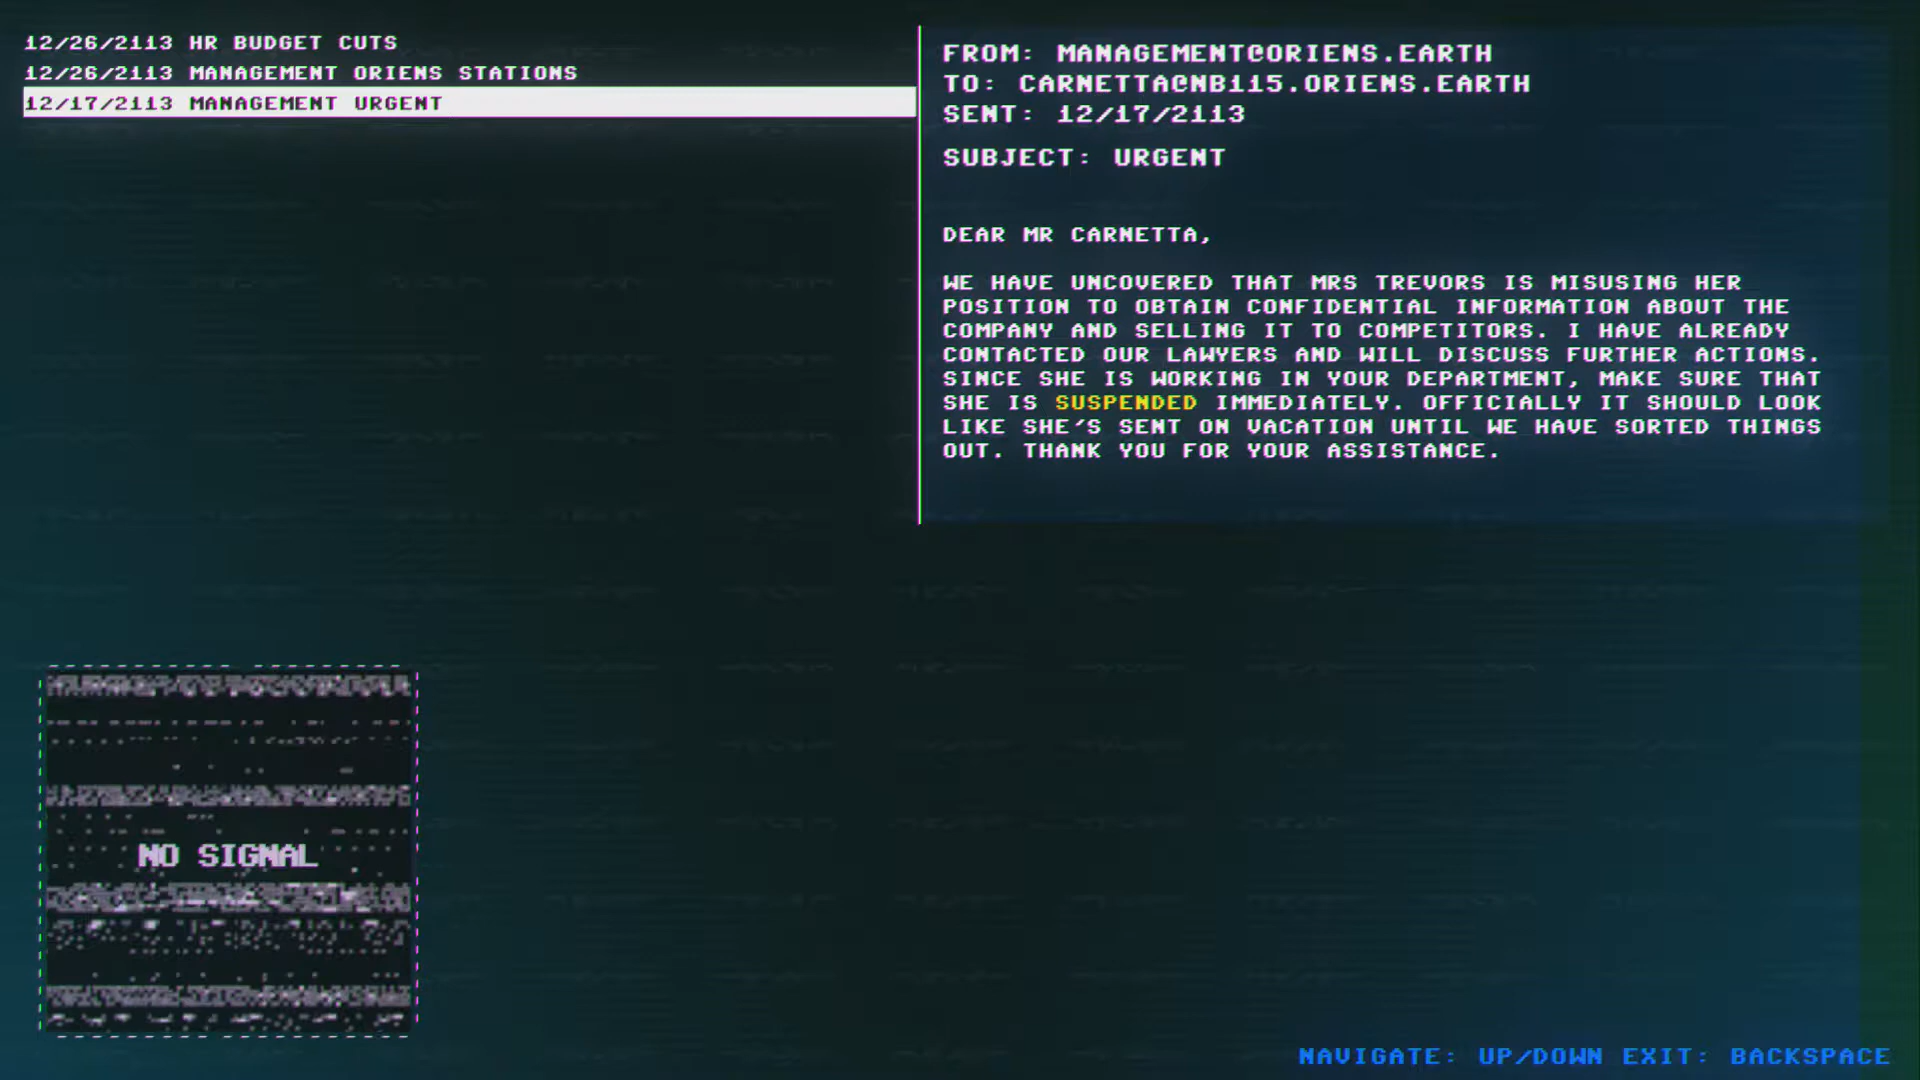 12/26/2113 HR BUDGET CUTS
12/26/2113 MANAGEMENT ORIENS STATIONS
12/17/2113 MANAGEMENT URGENT
FROM: MANAGEMENT@ORIENS.EARTH
TO: CARNETTA@NB115.ORIENS.EARTH
SENT: 12/17/2113
SUBJECT: URGENT
DEAR MR CARNETTA,
WE HAVE UNCOVERED THAT MRS TREVORS IS MISUSING HER
POSITION TO OBTAIN CONFIDENTIAL INFORMATION ABOUT THE
COMPANY AND SELLING IT TO COMPETITORS. I HAVE ALREADY
CONTACTED OUR LAWYERS AND WILL DISCUSS FURTHER ACTIONS.
SINCE SHE IS WORKING IN YOUR DEPARTMENT, MAKE SURE THAT
SHE IS SUSPENDED IMMEDIATELY. OFFICIALLY IT SHOULD LOOK
LIKE SHE'S SENT ON VACATION UNTIL WE HAVE SORTED THINGS
OUT. THANK YOU FOR YOUR ASSISTANCE.
NO SIGNAL
NAVIGATE: UP/DOWN EXIT: BACKSPACE